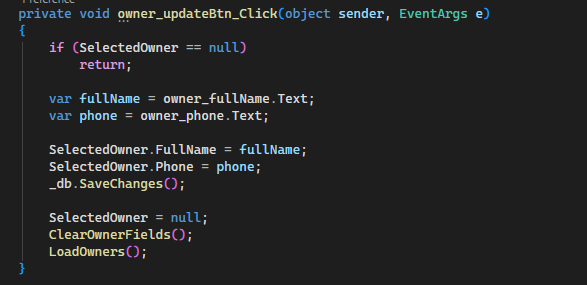 private void owner_updateBtn_Click(object sender, EventArgs e)
{
    if (SelectedOwner == null)
        return;

    var fullName = owner_fullName.Text;
    var phone = owner_phone.Text;

    SelectedOwner.FullName = fullName;
    SelectedOwner.Phone = phone;
    _db.SaveChanges();

    SelectedOwner = null;
    ClearOwnerFields();
    LoadOwners();
}